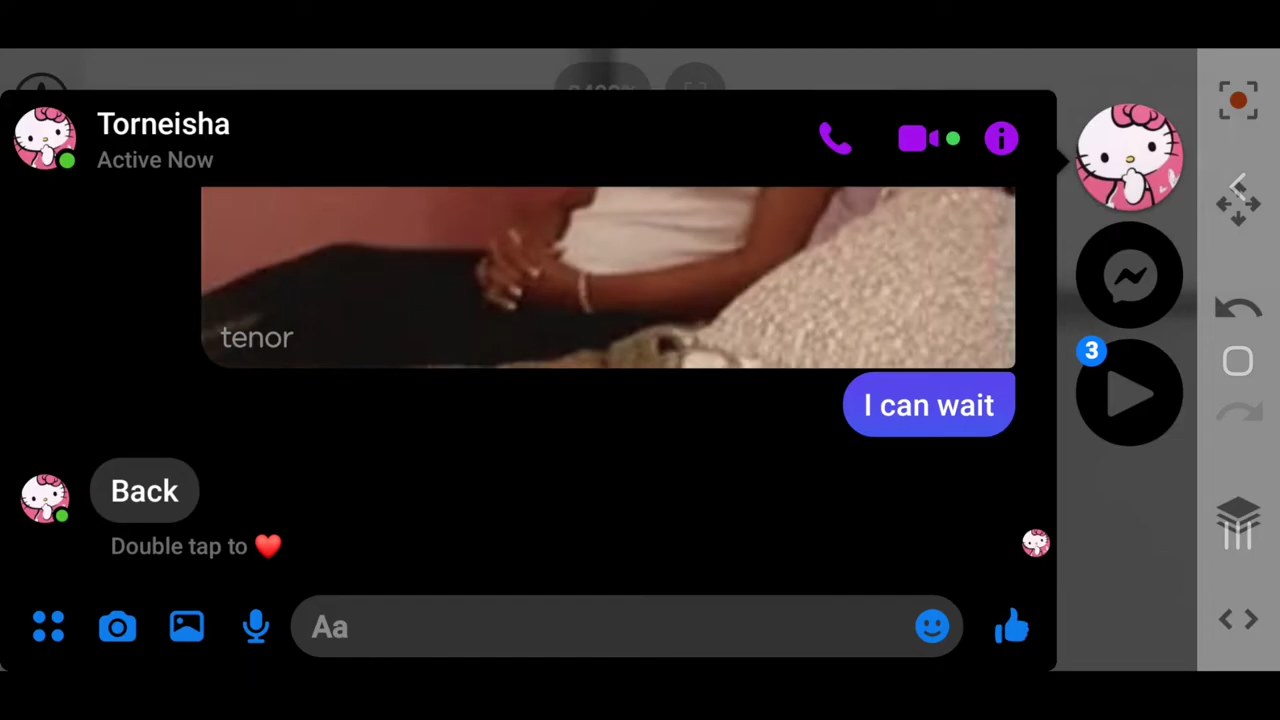 Torneisha
Active Now
tenor
I can wait
3
Back
Double tap to ❤️
Aa